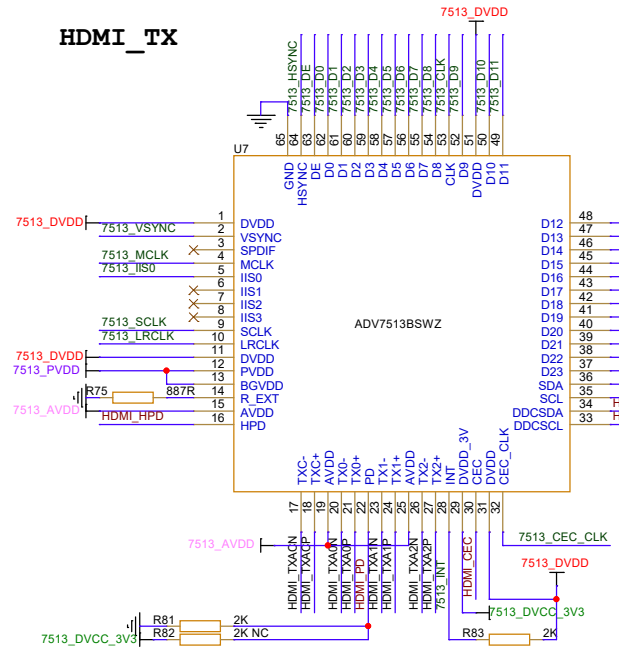 HDMI_TX
7513_DVDD
7513_HSYNC
7513_DE
7513_D0
7513_D1
7513_D2
7513_D3
7513_D4
7513_D5
7513_D6
7513_D7
7513_D8
7513_CLK
7513_D9
7513_D10
7513_D11
65 64 63 62 61 60 59 58 57 56 55 54 53 52 51 50 49
U7
GND HSYNC DE D0 D1 D2 D3 D4 D5 D6 D7 D8 CLK D9 DVDD D10 D11
7513_DVDD 1 DVDD
7513_VSYNC 2 VSYNC
3 SPDIF
7513_MCLK 4 MCLK
7513_IIS0 5 IIS0
6 IIS1
7 IIS2
8 IIS3
7513_SCLK 9 SCLK
7513_LRCLK 10 LRCLK
7513_DVDD 11 DVDD
7513_PVDD 12 PVDD
13 BGVDD
R75 887R 14 R_EXT
7513_AVDD 15 AVDD
HDMI_HPD 16 HPD
ADV7513BSWZ
D12 48
D13 47
D14 46
D15 45
D16 44
D17 43
D18 42
D19 41
D20 40
D21 39
D22 38
D23 37
SDA 36
SCL 35
DDCSDA 34
DDCSCL 33
TXC- TXC+ AVDD TX0- TX0+ PD TX1- TX1+ AVDD TX2- TX2+ INT DVDD_3V CEC DVDD CEC_CLK
17 18 19 20 21 22 23 24 25 26 27 28 29 30 31 32
7513_AVDD
HDMI_TXACN
HDMI_TXACP
HDMI_TXA0N
HDMI_TXA0P
HDMI_PD
HDMI_TXA1N
HDMI_TXA1P
HDMI_TXA2N
HDMI_TXA2P
7513_INT
HDMI_CEC
7513_CEC_CLK
7513_DVDD
7513_DVCC_3V3
R81 2K
7513_DVCC_3V3 R82 2K NC
R83 2K